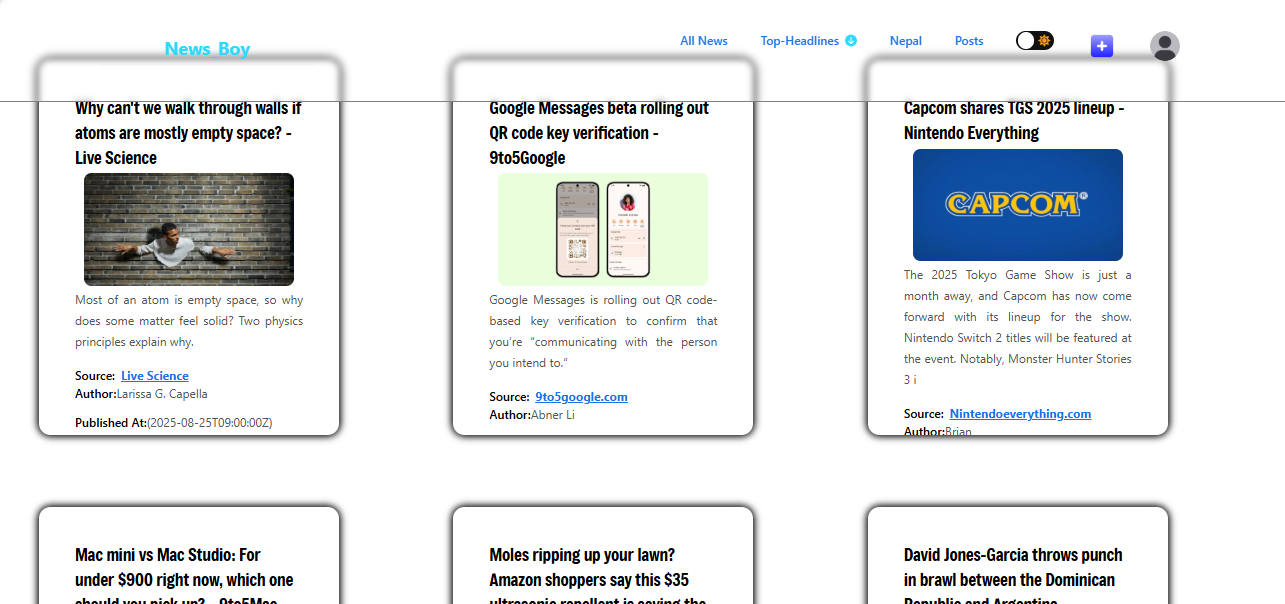 News Boy
All News
Top-Headlines
Nepal
Posts
Why can't we walk through walls if
atoms are mostly empty space? -
Live Science
Most of an atom is empty space, so why
does some matter feel solid? Two physics
principles explain why.
Source: Live Science
Author:Larissa G. Capella
Published At:(2025-08-25T09:00:00Z)
Google Messages beta rolling out
QR code key verification -
9to5Google
Google Messages is rolling out QR code-
based key verification to confirm that
you're “communicating with the person
you intend to.”
Source: 9to5google.com
Author:Abner Li
Capcom shares TGS 2025 lineup -
Nintendo Everything
CAPCOM®
The 2025 Tokyo Game Show is just a
month away, and Capcom has now come
forward with its lineup for the show.
Nintendo Switch 2 titles will be featured at
the event. Notably, Monster Hunter Stories
3 i
Source: Nintendoeverything.com
Author:Brian
Mac mini vs Mac Studio: For
under $900 right now, which one
should you pick up? - 9to5Mac
Moles ripping up your lawn?
Amazon shoppers say this $35
ultrasonic repellent is saving the
David Jones-Garcia throws punch
in brawl between the Dominican
Republic and Argentina